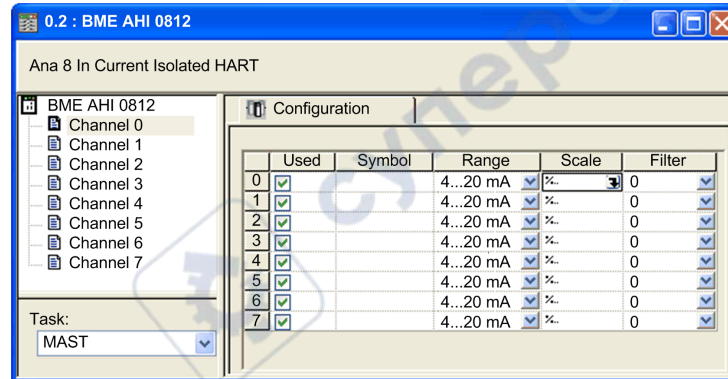 0.2 : BME AHI 0812
Ana 8 In Current Isolated HART
BME AHI 0812
Channel 0
Channel 1
Channel 2
Channel 3
Channel 4
Channel 5
Channel 6
Channel 7
Task:
MAST
Configuration
Used Symbol Range Scale Filter
0 4...20 mA %.. 0
1 4...20 mA %.. 0
2 4...20 mA %.. 0
3 4...20 mA %.. 0
4 4...20 mA %.. 0
5 4...20 mA %.. 0
6 4...20 mA %.. 0
7 4...20 mA %.. 0